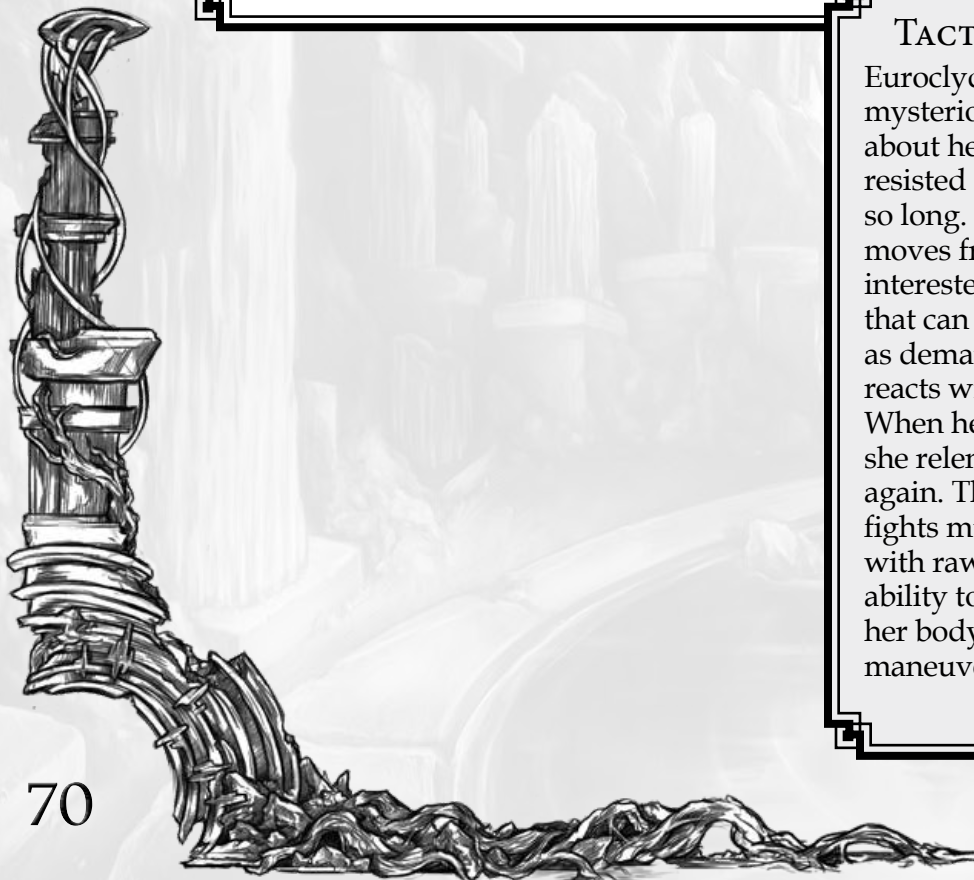 TACT
Euroclyd
mysterio
about he
resisted
so long.
moves fr
intereste
that can
as dema
reacts w
When he
she relen
again. Th
fights m
with raw
ability to
her body
maneuve
70